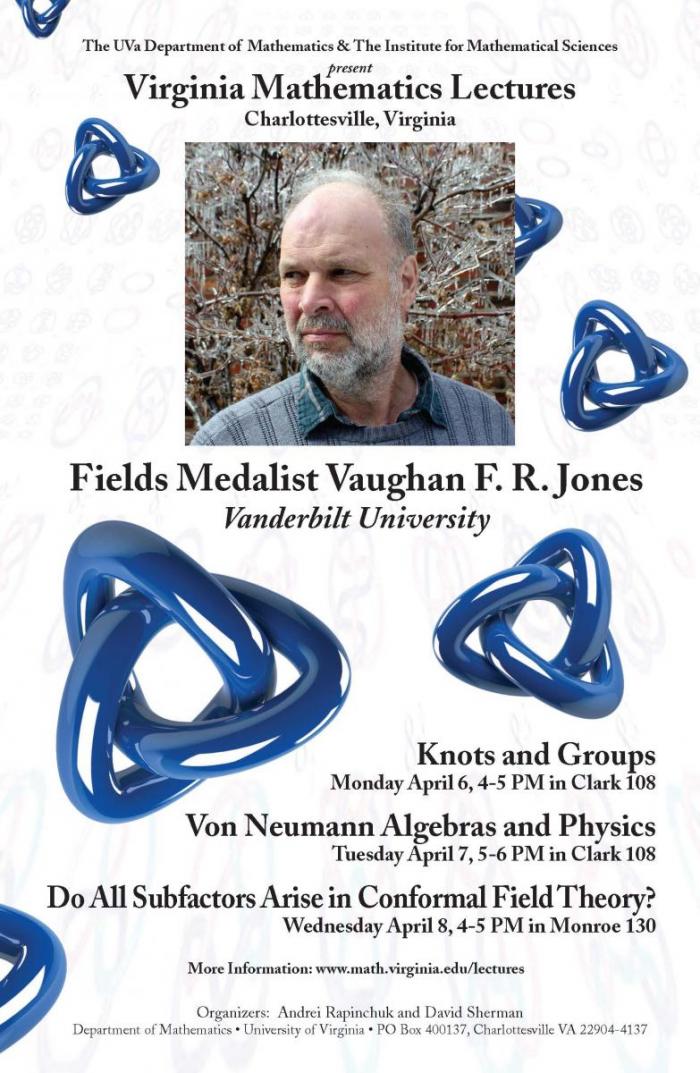 The UVa Department of Mathematics & The Institute for Mathematical Sciences
present
Virginia Mathematics Lectures
Charlottesville, Virginia
Fields Medalist Vaughan F. R. Jones
Vanderbilt University
Knots and Groups
Monday April 6, 4-5 PM in Clark 108
Von Neumann Algebras and Physics
Tuesday April 7, 5-6 PM in Clark 108
Do All Subfactors Arise in Conformal Field Theory?
Wednesday April 8, 4-5 PM in Monroe 130
More Information: www.math.virginia.edu/lectures
Organizers: Andrei Rapinchuk and David Sherman
Department of Mathematics • University of Virginia • PO Box 400137, Charlottesville VA 22904-4137